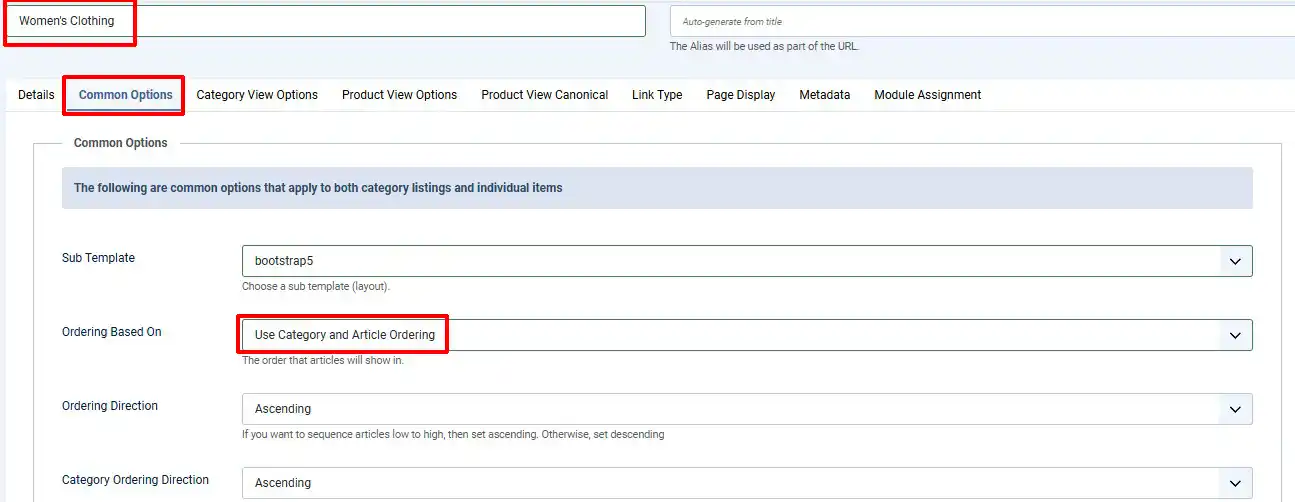 Women's Clothing
Auto-generate from title
The Alias will be used as part of the URL.
Details Common Options Category View Options Product View Options Product View Canonical Link Type Page Display Metadata Module Assignment
Common Options
The following are common options that apply to both category listings and individual items
Sub Template
bootstrap5
Choose a sub template (layout).
Ordering Based On
Use Category and Article Ordering
The order that articles will show in.
Ordering Direction
Ascending
If you want to sequence articles low to high, then set ascending. Otherwise, set descending
Category Ordering Direction
Ascending